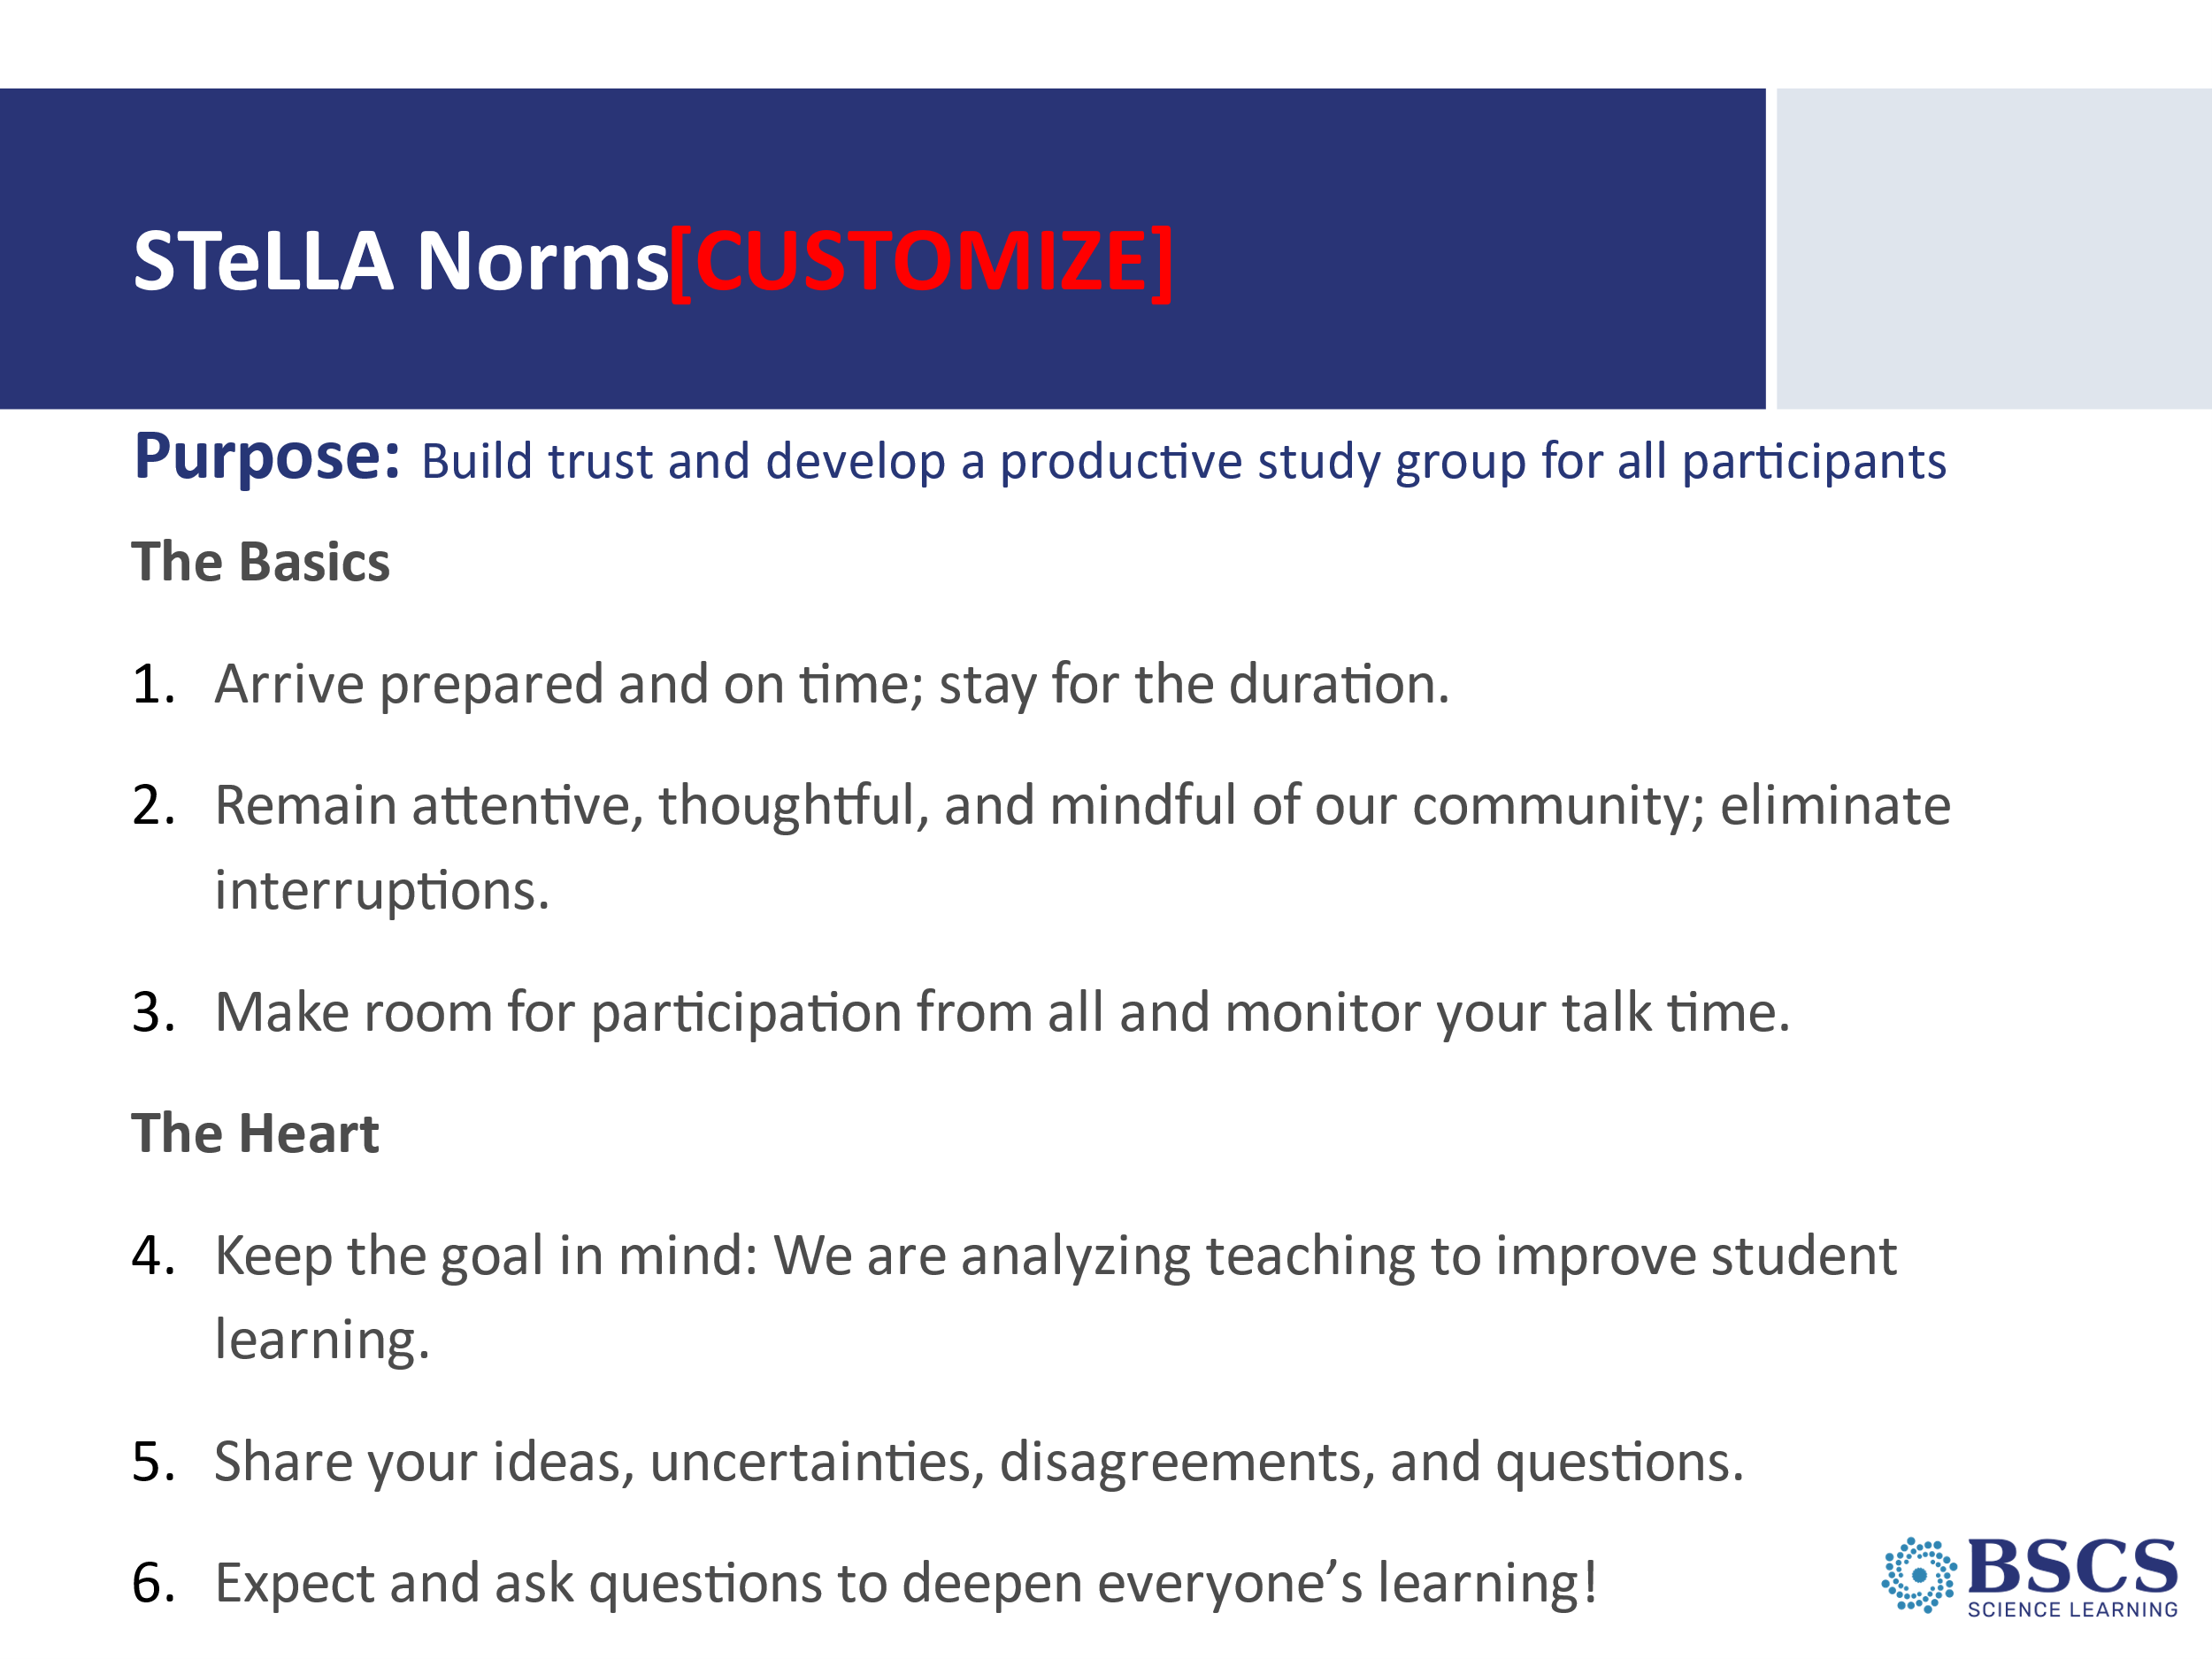 STeLLA Norms[CUSTOMIZE]
Purpose: Build trust and develop a productive study group for all participants
The Basics
1. Arrive prepared and on time; stay for the duration.
2. Remain attentive, thoughtful, and mindful of our community; eliminate
interruptions.
3. Make room for participation from all and monitor your talk time.
The Heart
4. Keep the goal in mind: We are analyzing teaching to improve student
learning.
5. Share your ideas, uncertainties, disagreements, and questions.
6. Expect and ask questions to deepen everyone’s learning!
BSCS
SCIENCE LEARNING